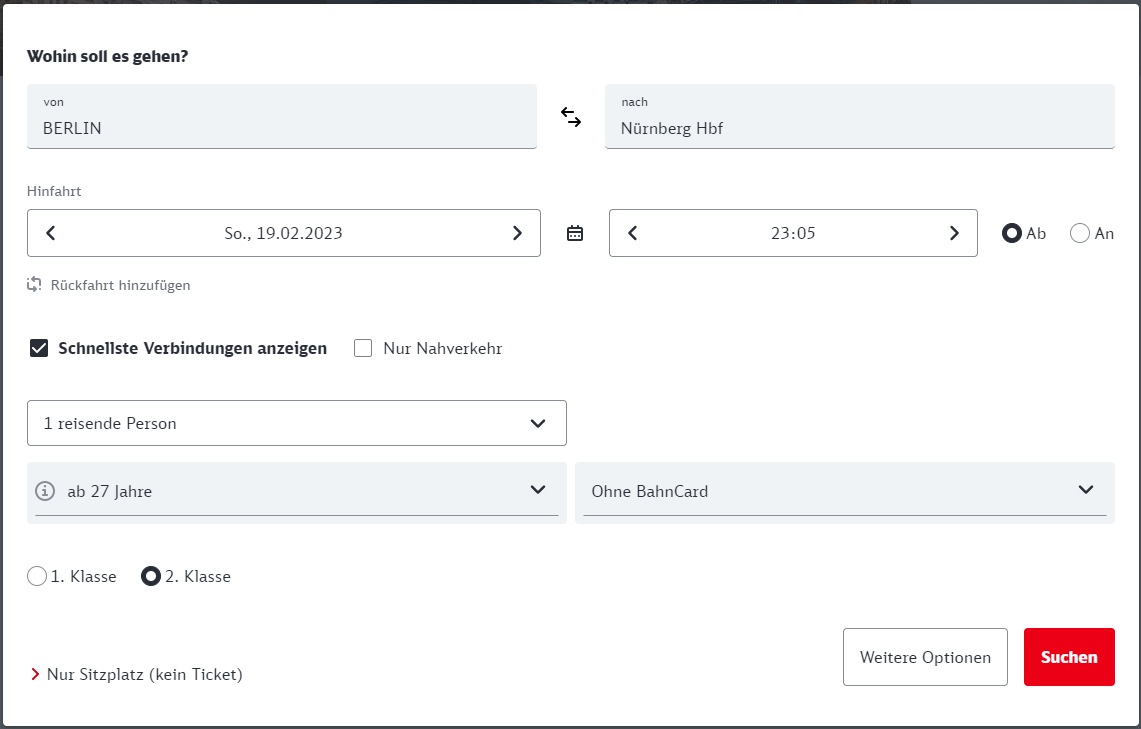 Wohin soll es gehen?
von
BERLIN
nach
Nürnberg Hbf
Hinfahrt
So., 19.02.2023
23:05
Ab
An
Rückfahrt hinzufügen
Schnellste Verbindungen anzeigen
Nur Nahverkehr
1 reisende Person
ab 27 Jahre
Ohne BahnCard
1. Klasse
2. Klasse
Nur Sitzplatz (kein Ticket)
Weitere Optionen
Suchen